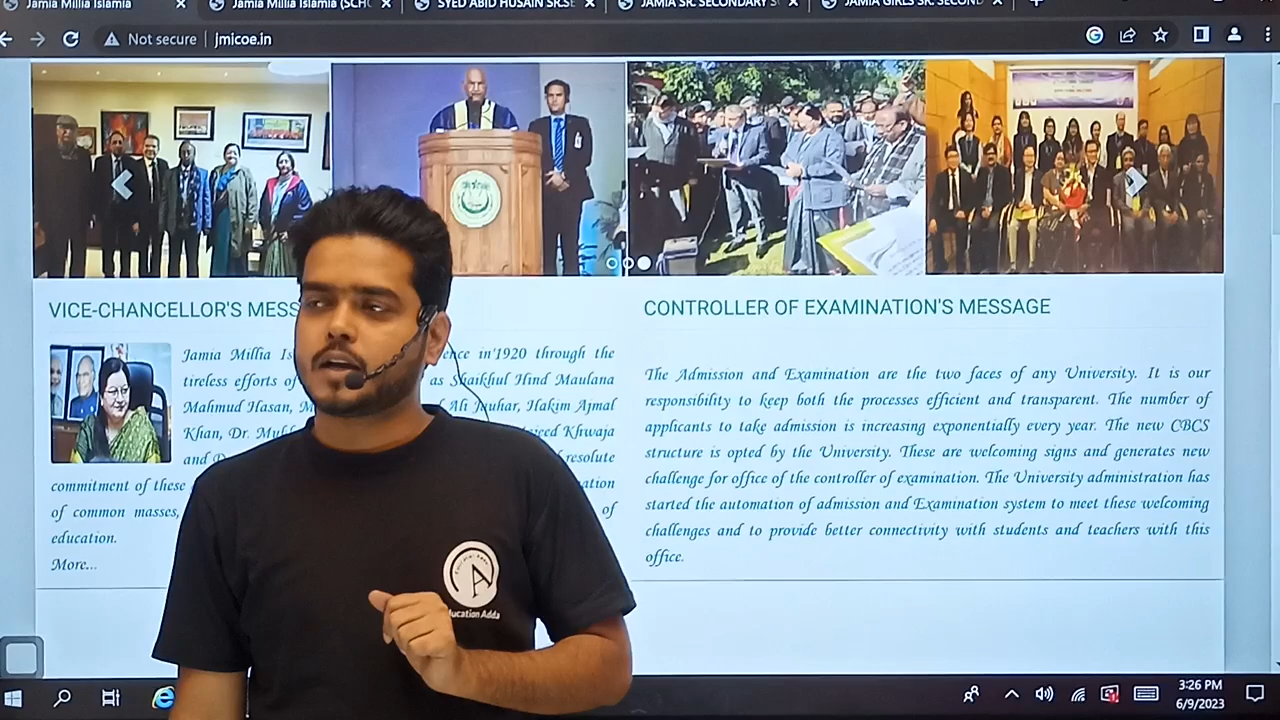 Jamia Millia Islamia
Jamia Millia Islamia (SCHO
SYED ABID HUSAIN SR.SE
JAMIA SR. SECONDARY S
JAMIA GIRLS SR. SECOND
Not secure
jmicoe.in
VICE-CHANCELLOR'S MESS
CONTROLLER OF EXAMINATION'S MESSAGE
Jamia Millia Is ence in'1920 through the
tireless efforts of as Shaikhul Hind Maulana
Mahmud Hasan, M Ali Jauhar, Hakim Ajmal
Khan, Dr. Mukh Khwaja
and D resolute
commitment of these ation
of common masses, of
education.
More...
The Admission and Examination are the two faces of any University. It is our
responsibility to keep both the processes efficient and transparent. The number of
applicants to take admission is increasing exponentially every year. The new CBCS
structure is opted by the University. These are welcoming signs and generates new
challenge for office of the controller of examination. The University administration has
started the automation of admission and Examination system to meet these welcoming
challenges and to provide better connectivity with students and teachers with this
office.
A
ucation Adda
3:26 PM
6/9/2023